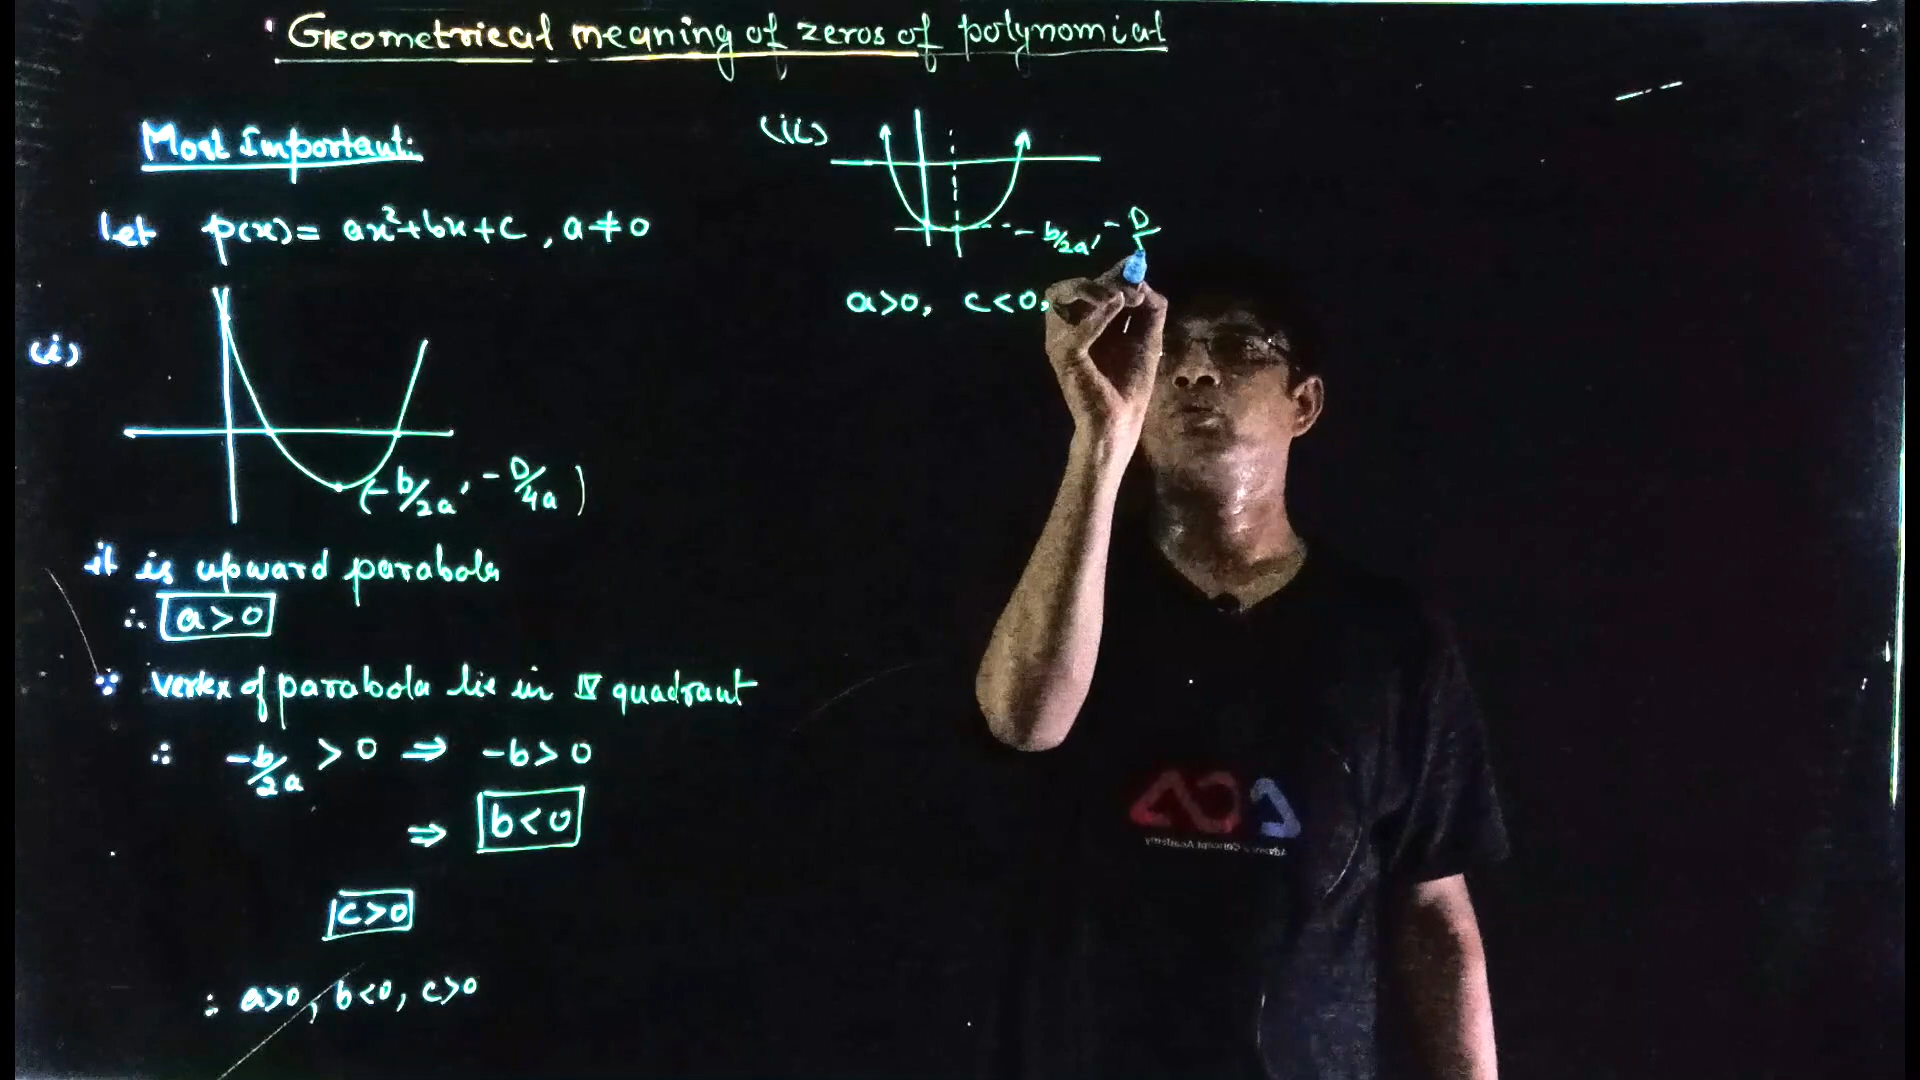 Geometrical meaning of zeros of polynomial
Most Important:
let p(x) = ax²+bx+c, a≠0
(i)
(-b/2a, -D/4a)
it is upward parabola
∴ a>0
∵ vertex of parabola lie in IV quadrant
∴ -b/2a > 0 ⇒ -b>0
⇒ b<0
c>0
∴ a>0, b<0, c>0
(ii)
-b/2a, -D/
a>0, c<0,